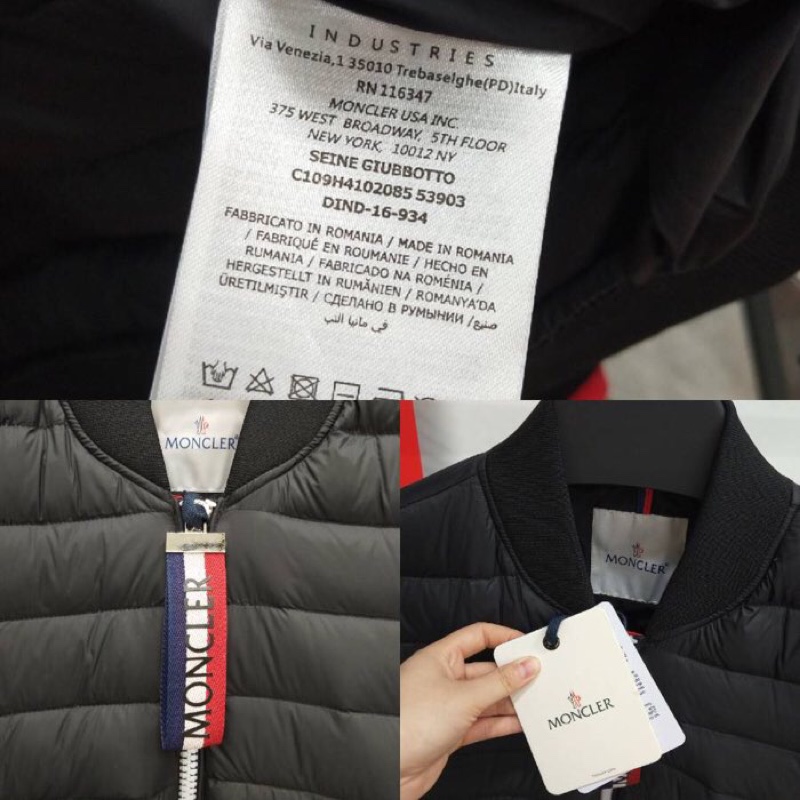 INDUSTRIES
Via Venezia,1 35010 Trebaselghe(PD)Italy
RN 116347
MONCLER USA INC.
375 WEST BROADWAY, 5TH FLOOR
NEW YORK, 10012 NY
SEINE GIUBBOTTO
C109H4102085 53903
DIND-16-934
FABBRICATO IN ROMANIA / MADE IN ROMANIA
/ FABRIQUÉ EN ROUMANIE / HECHO EN
RUMANIA / FABRICADO NA ROMÉNIA /
HERGESTELLT IN RUMÄNIEN / ROMANYA'DA
ÜRETILMIŞTIR / СДЕЛАНО В РУМЫНИИ / صنيع
في مانيا النب
MONCLER
MONCLER
MONCLER
MONCLER